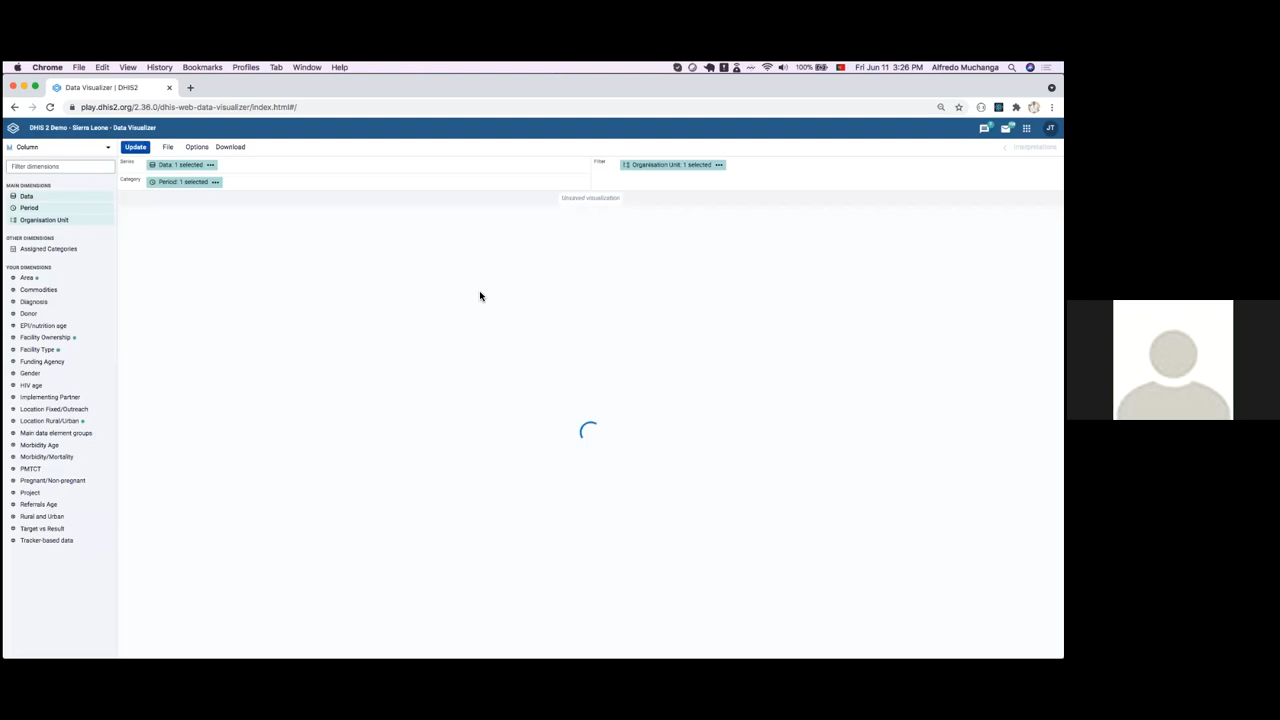 Chrome File Edit View History Bookmarks Profiles Tab Window Help 100% Fri Jun 11 3:26 PM Alfredo Muchanga
Data Visualizer | DHIS2
play.dhis2.org/2.36.0/dhis-web-data-visualizer/index.html#/
DHIS 2 Demo - Sierra Leone - Data Visualizer JT
Column Update File Options Download Interpretations
Filter dimensions
Series Data: 1 selected Filter Organisation Unit: 1 selected
Category Period: 1 selected
Unsaved visualization
MAIN DIMENSIONS
Data
Period
Organisation Unit
OTHER DIMENSIONS
Assigned Categories
YOUR DIMENSIONS
Area
Commodities
Diagnosis
Donor
EPI/nutrition age
Facility Ownership
Facility Type
Funding Agency
Gender
HIV age
Implementing Partner
Location Fixed/Outreach
Location Rural/Urban
Main data element groups
Morbidity Age
Morbidity/Mortality
PMTCT
Pregnant/Non-pregnant
Project
Referrals Age
Rural and Urban
Target vs Result
Tracker-based data